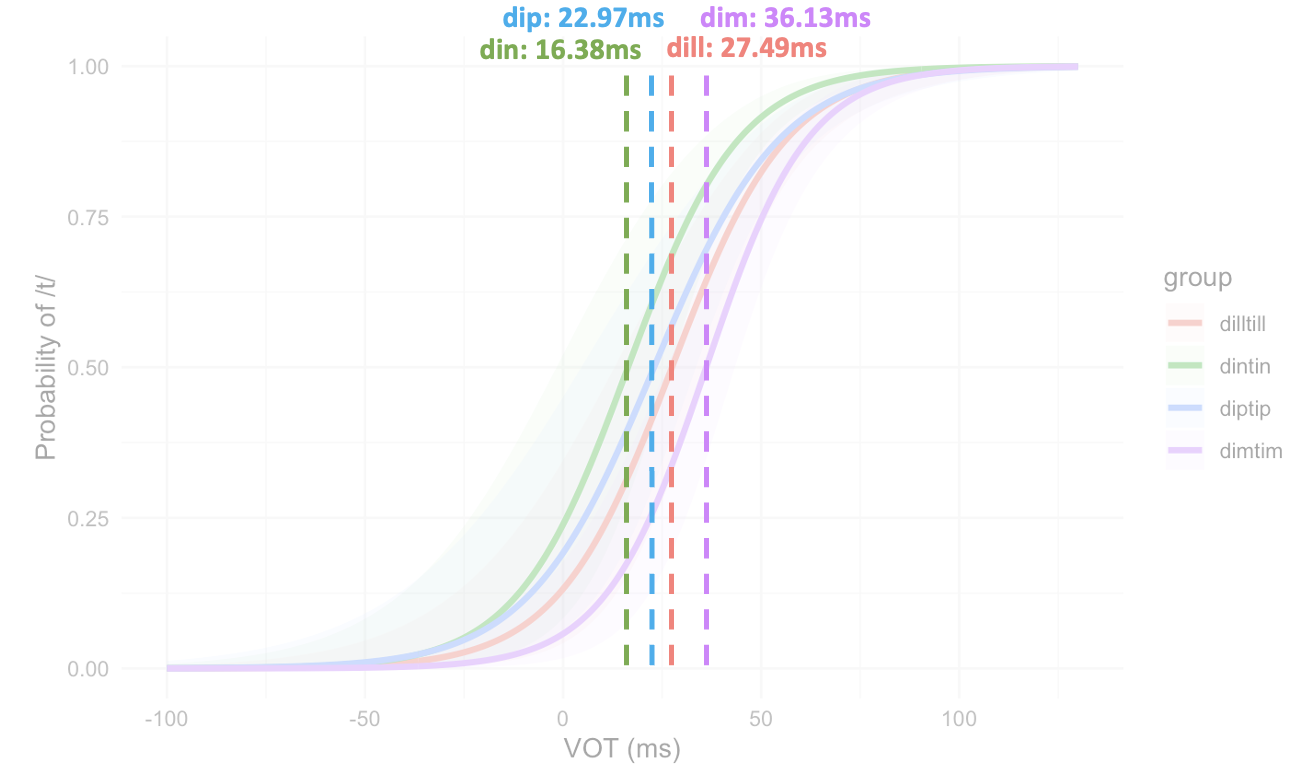 dip: 22.97ms dim: 36.13ms
din: 16.38ms dill: 27.49ms
1.00
0.75
0.50
0.25
0.00
Probability of /t/
-100 -50 0 50 100
VOT (ms)
group
dilltill
dintin
diptip
dimtim